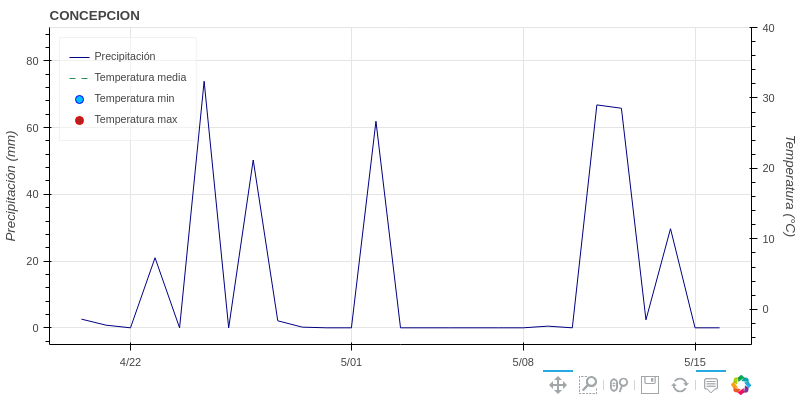 CONCEPCION
Precipitación
Temperatura media
Temperatura min
Temperatura max
Precipitación (mm)
80
60
40
20
0
Temperatura (°C)
40
30
20
10
0
4/22 5/01 5/08 5/15